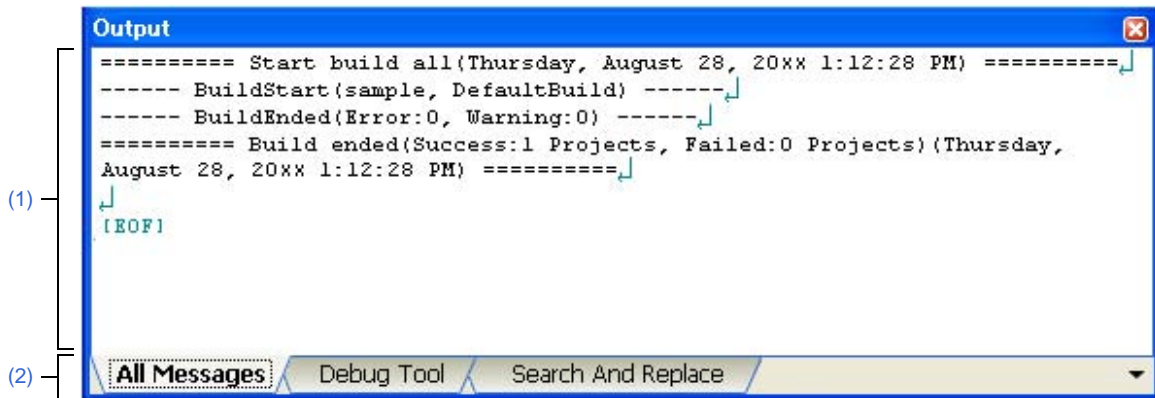 Output
========== Start build all(Thursday, August 28, 20xx 1:12:28 PM) ==========
------ BuildStart(sample, DefaultBuild) ------
------ BuildEnded(Error:0, Warning:0) ------
========== Build ended(Success:1 Projects, Failed:0 Projects)(Thursday,
August 28, 20xx 1:12:28 PM) ==========
(1)
[EOF]
(2)
All Messages Debug Tool Search And Replace